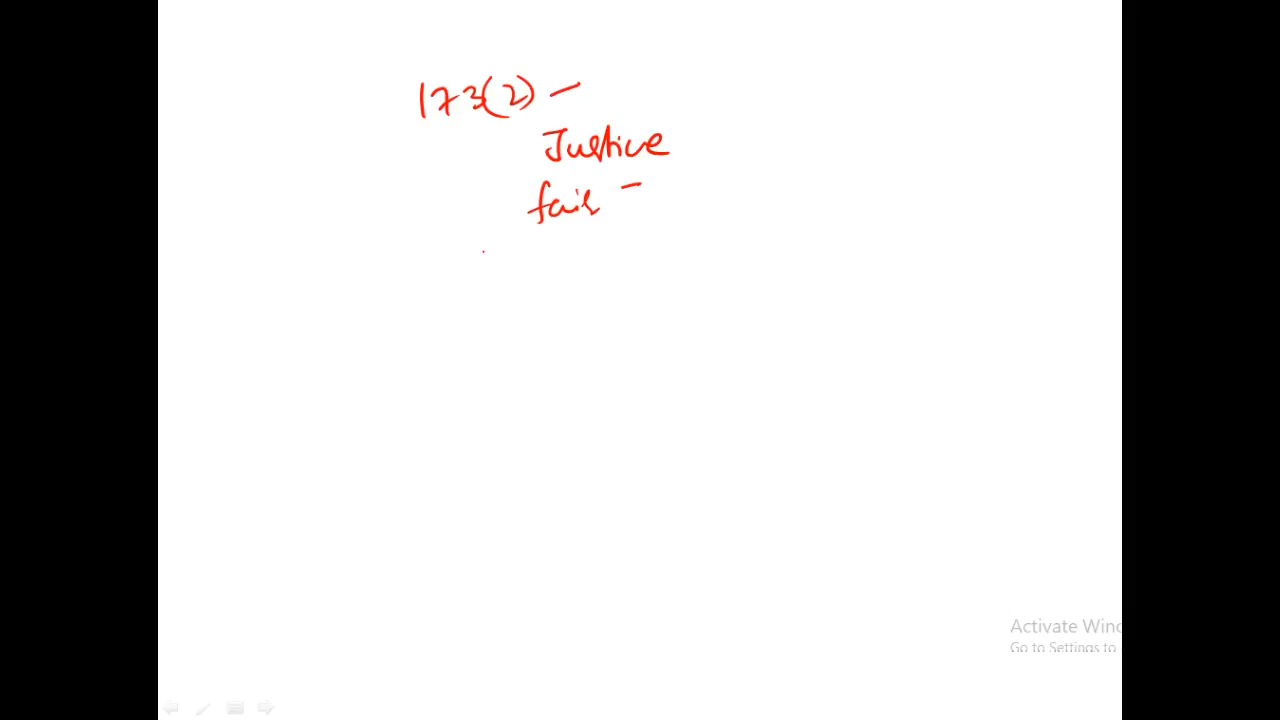 173(2) –
Justice
fair –
Activate Wind
Go to Settings to